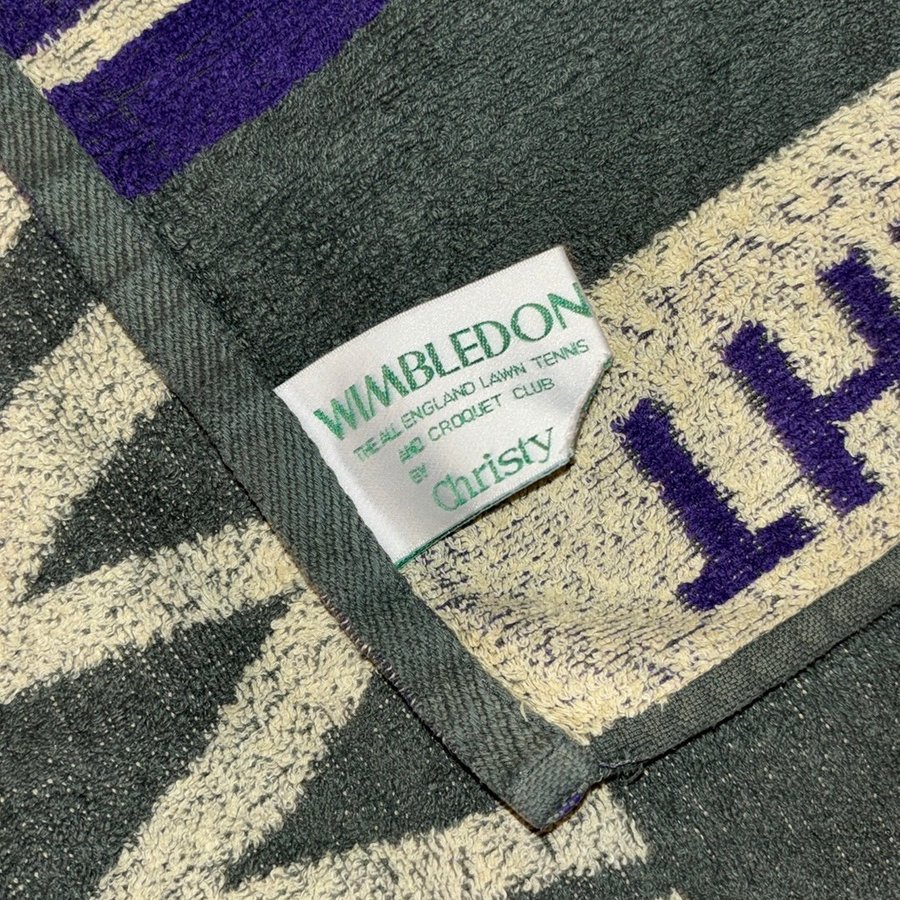 WIMBLEDON
THE ALL ENGLAND LAWN TENNIS
AND CROQUET CLUB
BY Christy